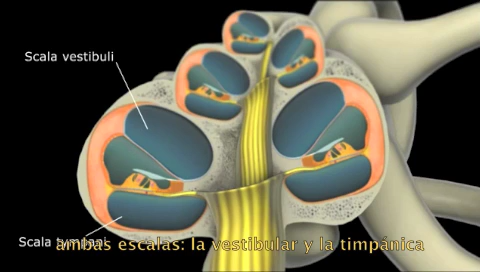 Scala vestibuli
Scala tympani
ambas escalas: la vestibular y la timpánica